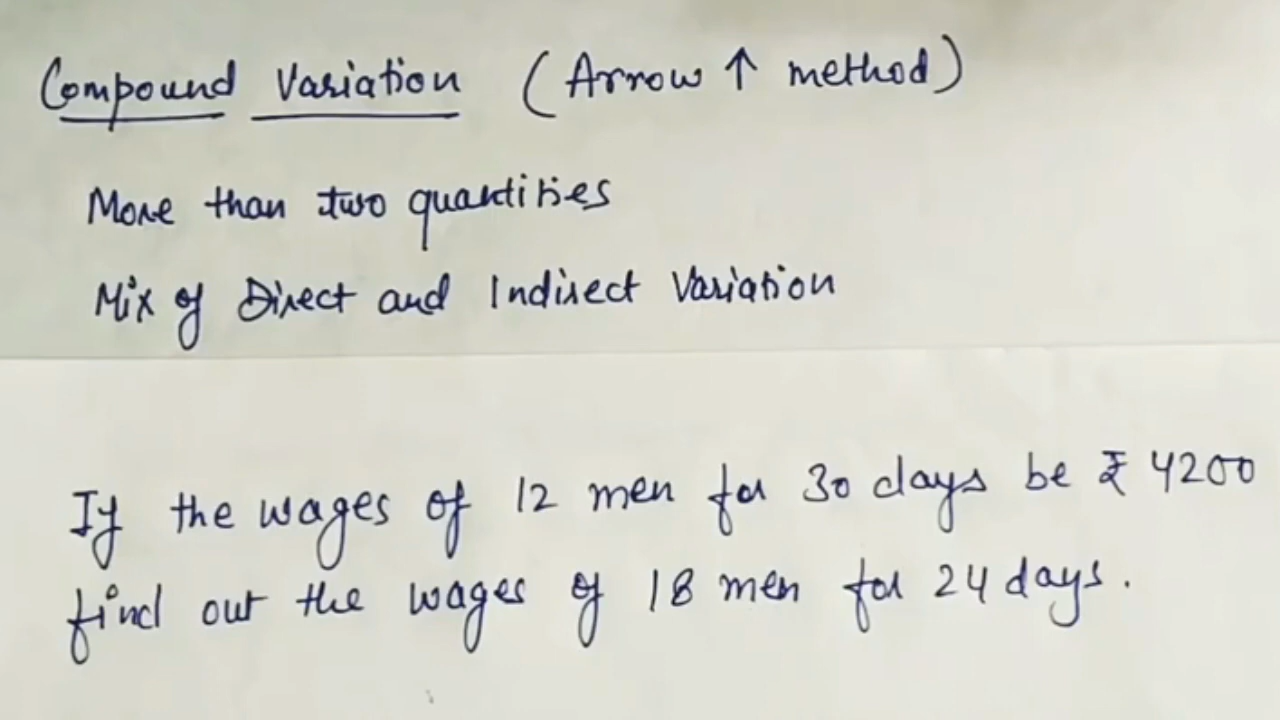 Compound Variation (Arrow ↑ method)
More than two quantities
Mix of Direct and Indirect Variation
If the wages of 12 men for 30 days be ₹ 4200
find out the wages of 18 men for 24 days.